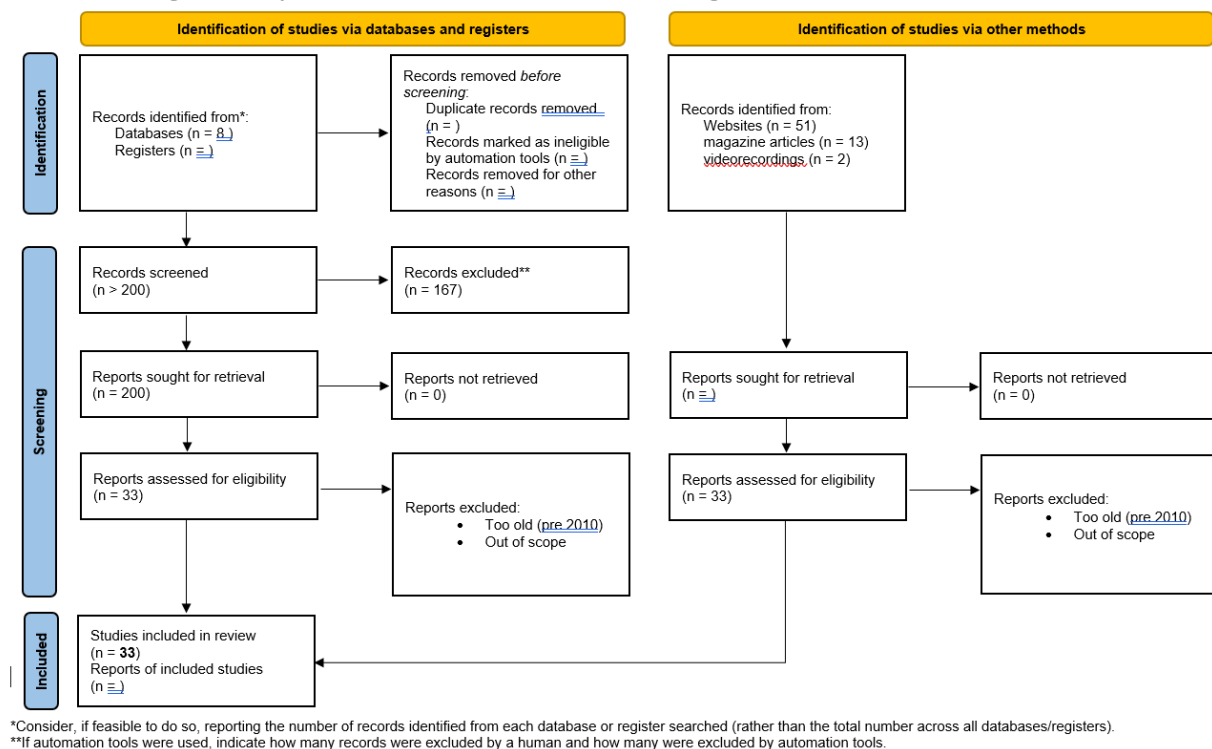 Identification of studies via databases and registers
Identification of studies via other methods
Identification
Records identified from*:
Databases (n = 8 )
Registers (n = )
Records removed before
screening:
Duplicate records removed
(n = )
Records marked as ineligible
by automation tools (n = )
Records removed for other
reasons (n = )
Records identified from:
Websites (n = 51)
magazine articles (n = 13)
videorecordings (n = 2)
Screening
Records screened
(n > 200)
Records excluded**
(n = 167)
Reports sought for retrieval
(n = 200)
Reports not retrieved
(n = 0)
Reports sought for retrieval
(n = )
Reports not retrieved
(n = 0)
Reports assessed for eligibility
(n = 33)
Reports excluded:
• Too old (pre 2010)
• Out of scope
Reports assessed for eligibility
(n = 33)
Reports excluded:
• Too old (pre 2010)
• Out of scope
Included
Studies included in review
(n = 33)
Reports of included studies
(n = )
*Consider, if feasible to do so, reporting the number of records identified from each database or register searched (rather than the total number across all databases/registers).
**If automation tools were used, indicate how many records were excluded by a human and how many were excluded by automation tools.